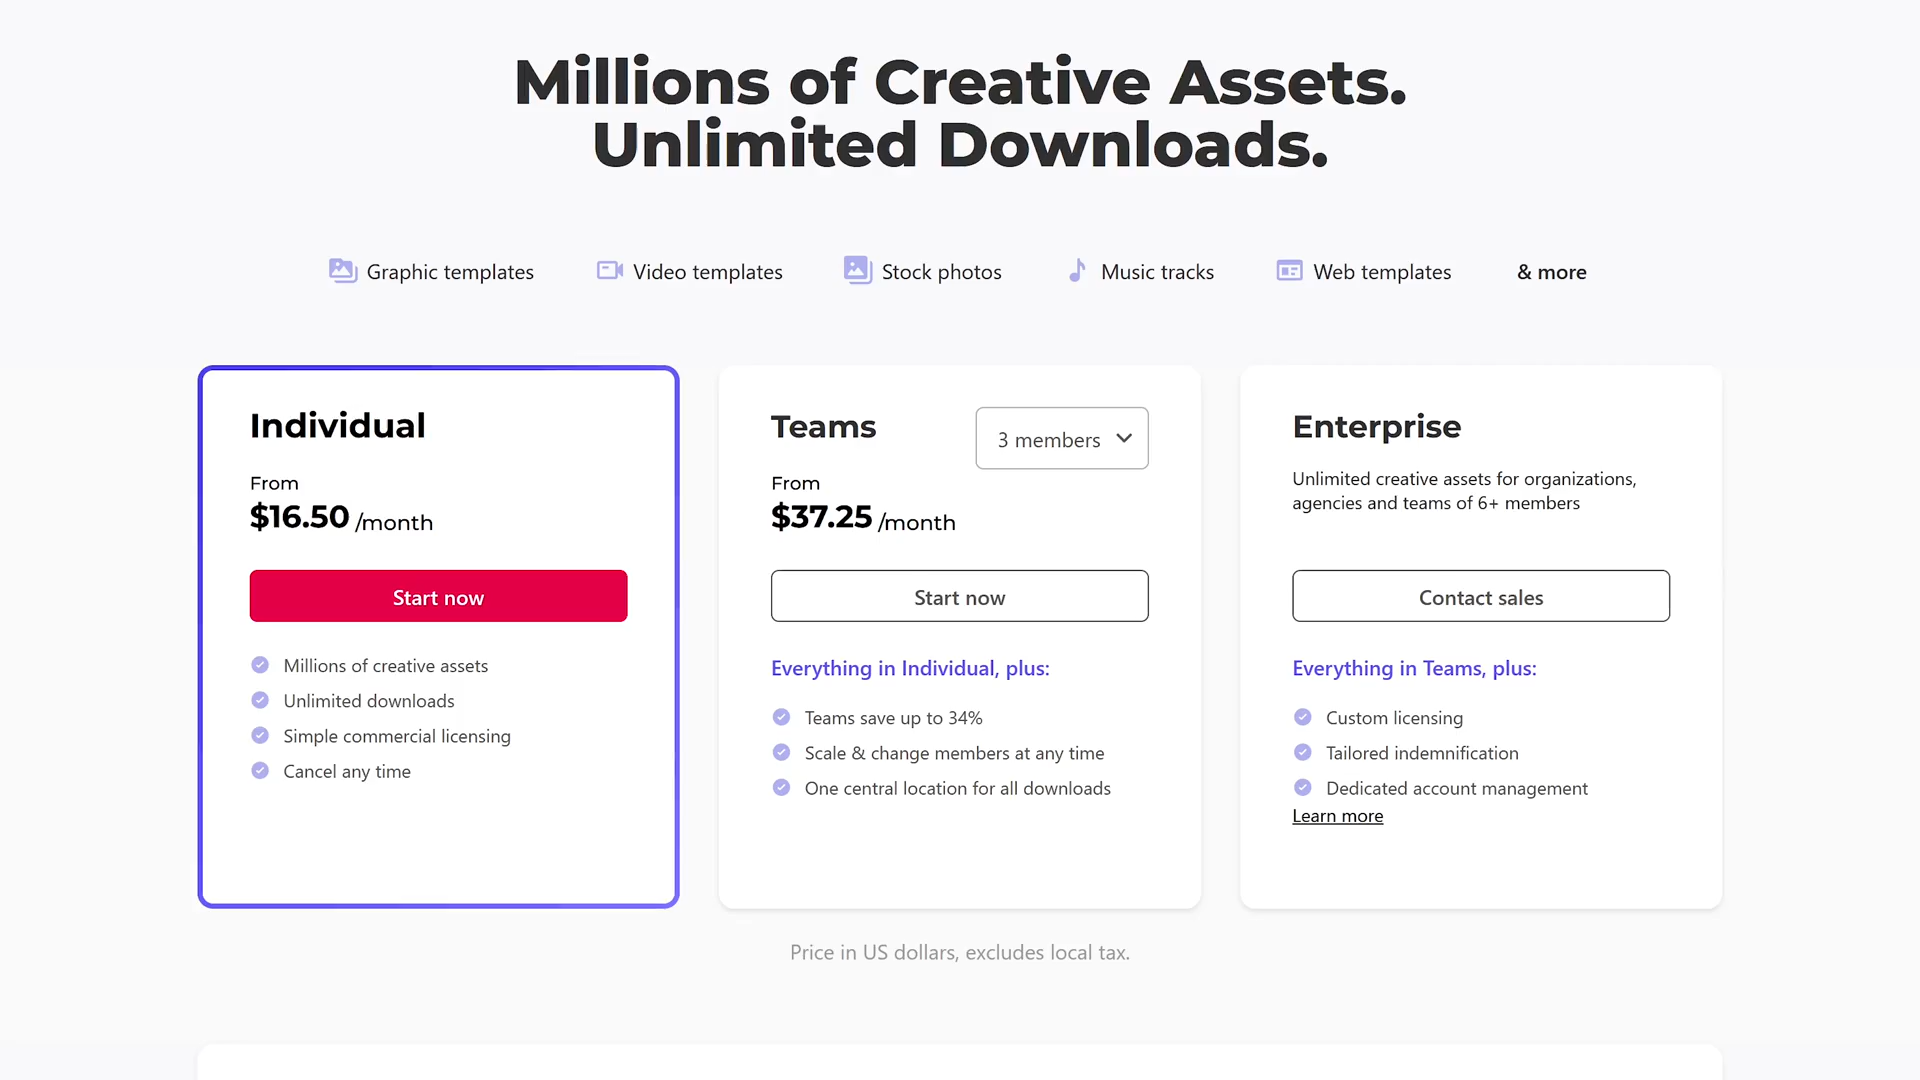 Millions of Creative Assets.
Unlimited Downloads.
Graphic templates
Video templates
Stock photos
Music tracks
Web templates
& more
Individual
From
$16.50 /month
Start now
Millions of creative assets
Unlimited downloads
Simple commercial licensing
Cancel any time
Teams
3 members
From
$37.25 /month
Start now
Everything in Individual, plus:
Teams save up to 34%
Scale & change members at any time
One central location for all downloads
Enterprise
Unlimited creative assets for organizations,
agencies and teams of 6+ members
Contact sales
Everything in Teams, plus:
Custom licensing
Tailored indemnification
Dedicated account management
Learn more
Price in US dollars, excludes local tax.